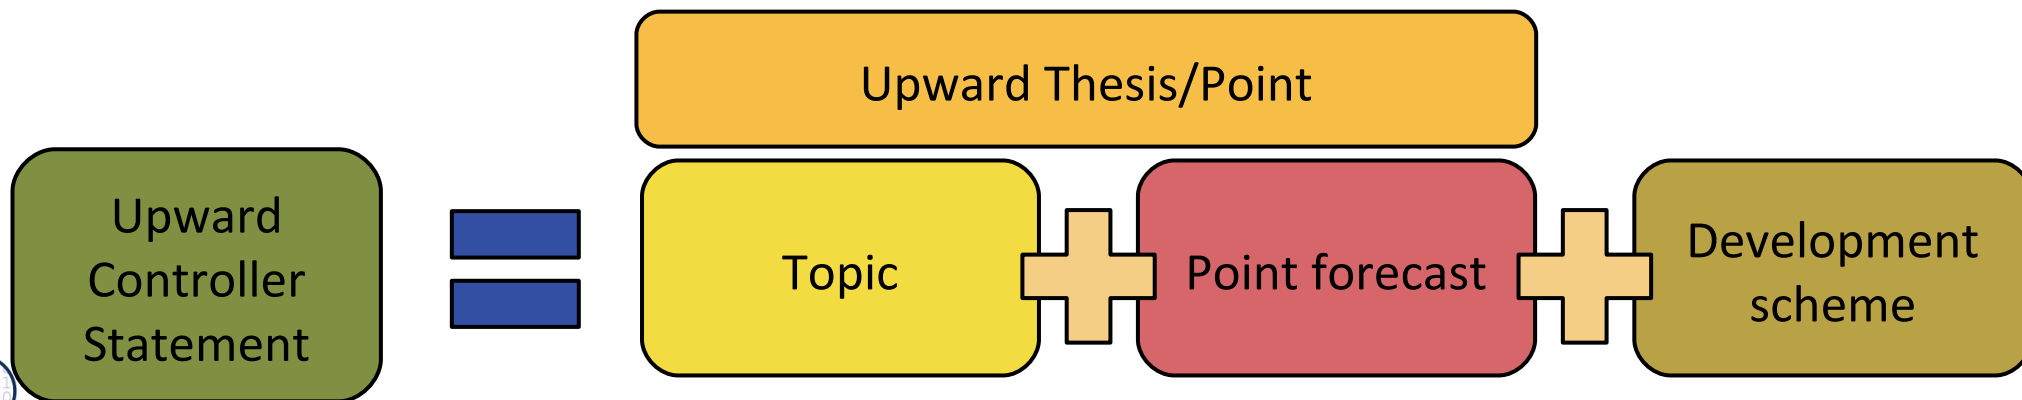 Upward Thesis/Point
Upward
Controller
Statement
Topic
Point forecast
Development
scheme